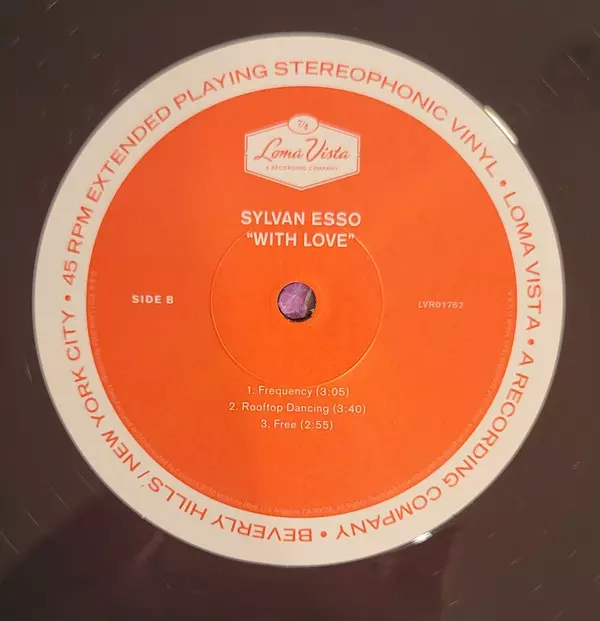 45 RPM EXTENDED PLAYING STEREOPHONIC VINYL • LOMA VISTA • A RECORDING COMPANY • BEVERLY HILLS / NEW YORK CITY •
Loma Vista
A RECORDING COMPANY
SYLVAN ESSO
"WITH LOVE"
SIDE B
LVR01762
1. Frequency (3:05)
2. Rooftop Dancing (3:40)
3. Free (2:55)